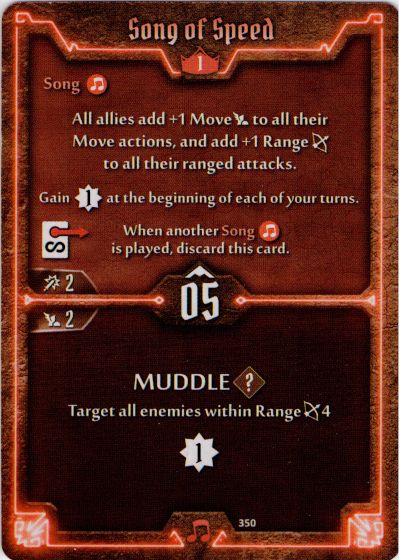 Song of Speed
1
Song
All allies add +1 Move to all their
Move actions, and add +1 Range
to all their ranged attacks.
Gain 1 at the beginning of each of your turns.
S
When another Song
is played, discard this card.
2
05
2
MUDDLE ?
Target all enemies within Range 4
1
350